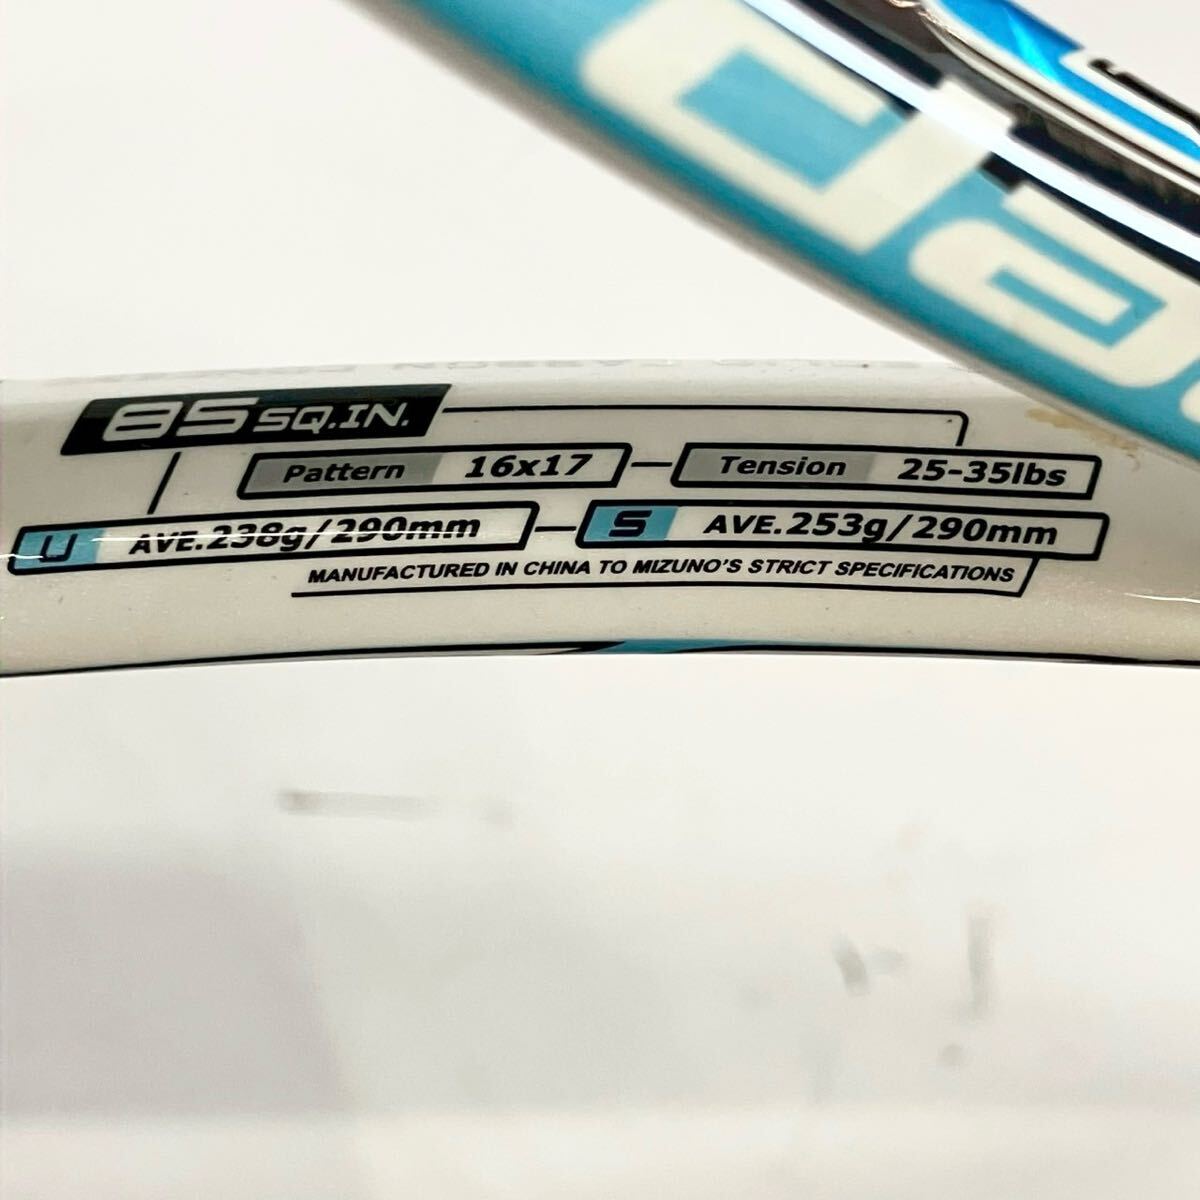 85 SQ.IN.
Pattern 16x17 Tension 25-35lbs
U AVE.238g/290mm S AVE.253g/290mm
MANUFACTURED IN CHINA TO MIZUNO'S STRICT SPECIFICATIONS